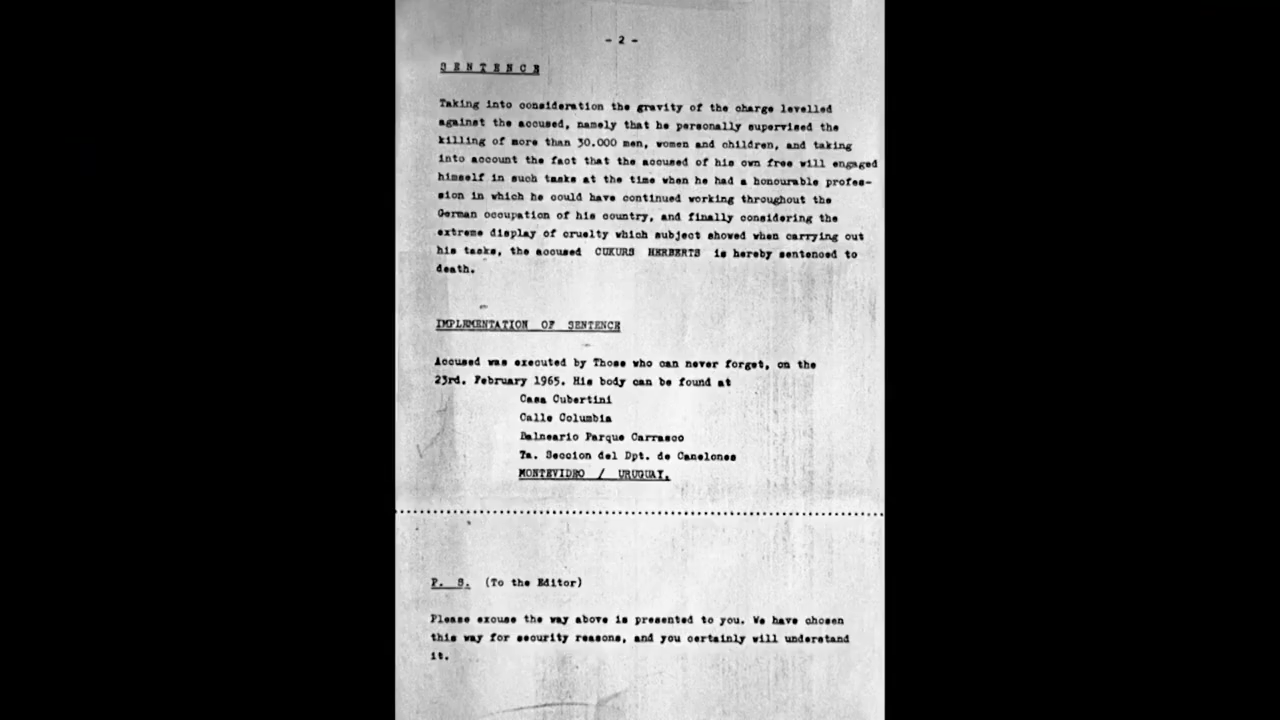 - 2 -
SENTENCE
Taking into consideration the gravity of the charge levelled
against the accused, namely that he personally supervised the
killing of more than 30.000 men, women and children, and taking
into account the fact that the accused of his own free will engaged
himself in such tasks at the time when he had a honourable profes-
sion in which he could have continued working throughout the
German occupation of his country, and finally considering the
extreme display of cruelty which subject showed when carrying out
his tasks, the accused CUKURS HERBERTS is hereby sentenced to
death.
IMPLEMENTATION OF SENTENCE
Accused was executed by Those who can never forget, on the
23rd. February 1965. His body can be found at
Casa Cubertini
Calle Columbia
Balneario Parque Carrasco
7a. Seccion del Dpt. de Canelones
MONTEVIDEO / URUGUAY.
P. S. (To the Editor)
Please excuse the way above is presented to you. We have chosen
this way for security reasons, and you certainly will understand
it.